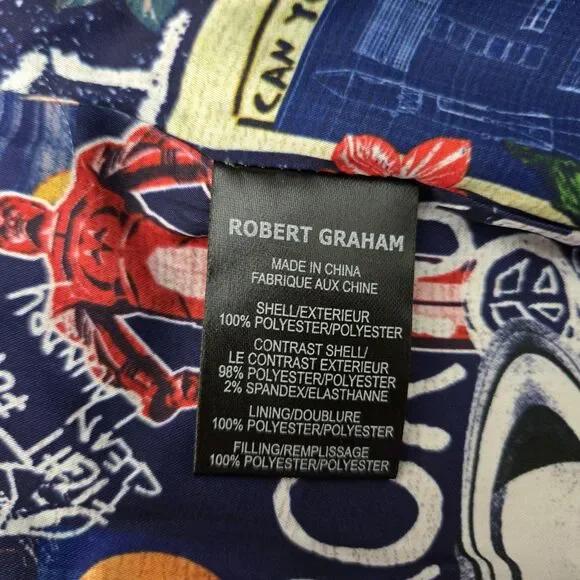 CAN YO
ROBERT GRAHAM
MADE IN CHINA
FABRIQUE AUX CHINE
SHELL/EXTERIEUR
100% POLYESTER/POLYESTER
CONTRAST SHELL/
LE CONTRAST EXTERIEUR
98% POLYESTER/POLYESTER
2% SPANDEX/ELASTHANNE
LINING/DOUBLURE
100% POLYESTER/POLYESTER
FILLING/REMPLISSAGE
100% POLYESTER/POLYESTER